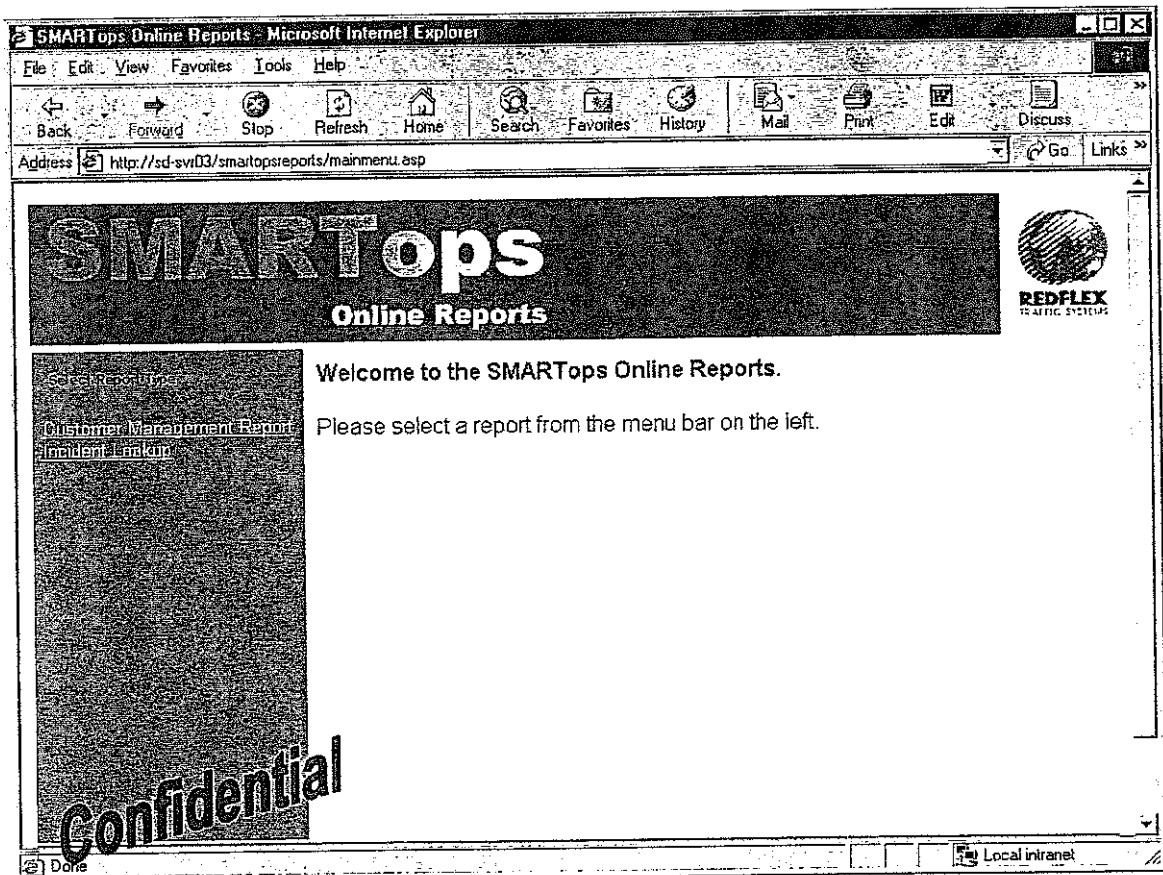 SMARTops Online Reports - Microsoft Internet Explorer
File Edit View Favorites Tools Help
Back Forward Stop Refresh Home Search Favorites History Mail Print Edit Discuss »
Address http://sd-svr03/smartopsreports/mainmenu.asp Go Links »
SMARTops
Online Reports
REDFLEX
TRAFFIC SYSTEMS
Select Report Type
Customer Management Report
Incident Lookup
Welcome to the SMARTops Online Reports.
Please select a report from the menu bar on the left.
Confidential
Done Local intranet